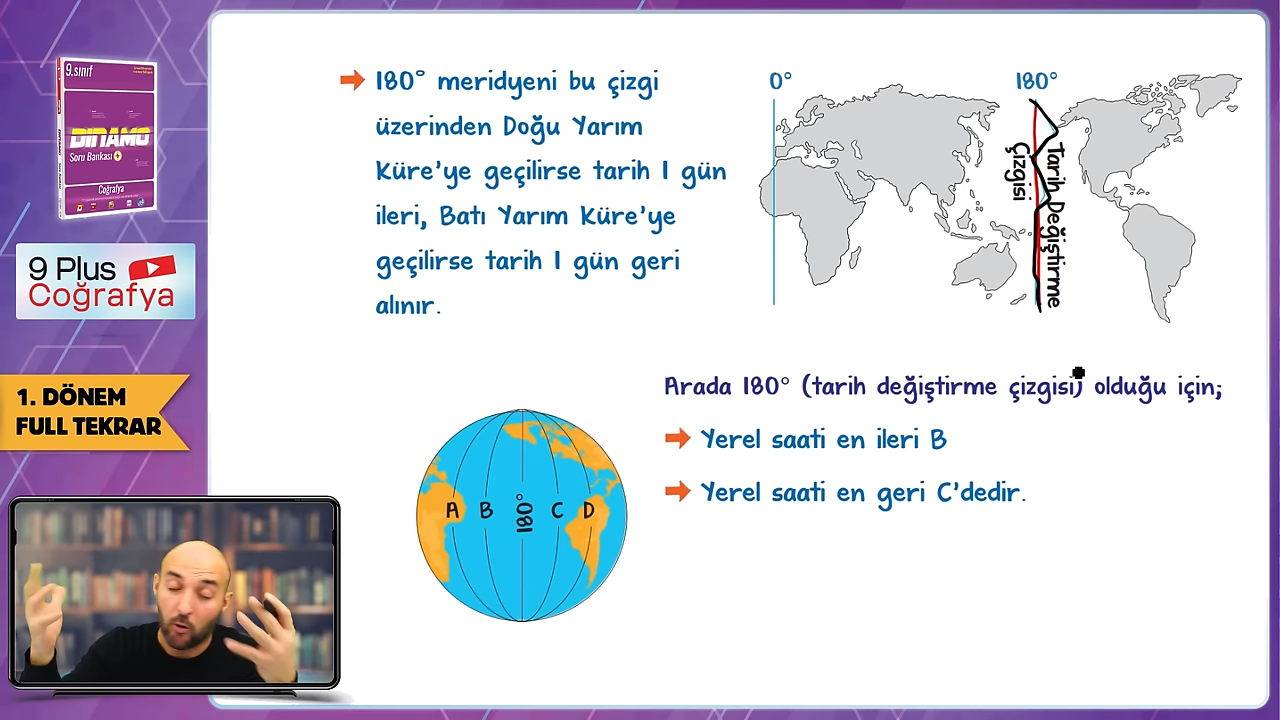 9.sınıf
DİNAMO
Soru Bankası +
Coğrafya
9 Plus
Coğrafya
1. DÖNEM
FULL TEKRAR
180° meridyeni bu çizgi
üzerinden Doğu Yarım
Küre'ye geçilirse tarih 1 gün
ileri, Batı Yarım Küre'ye
geçilirse tarih 1 gün geri
alınır.
0°
180°
Tarih Değiştirme
Çizgisi
Arada 180° (tarih değiştirme çizgisi) olduğu için;
Yerel saati en ileri B
Yerel saati en geri C'dedir.
A B 180° C D